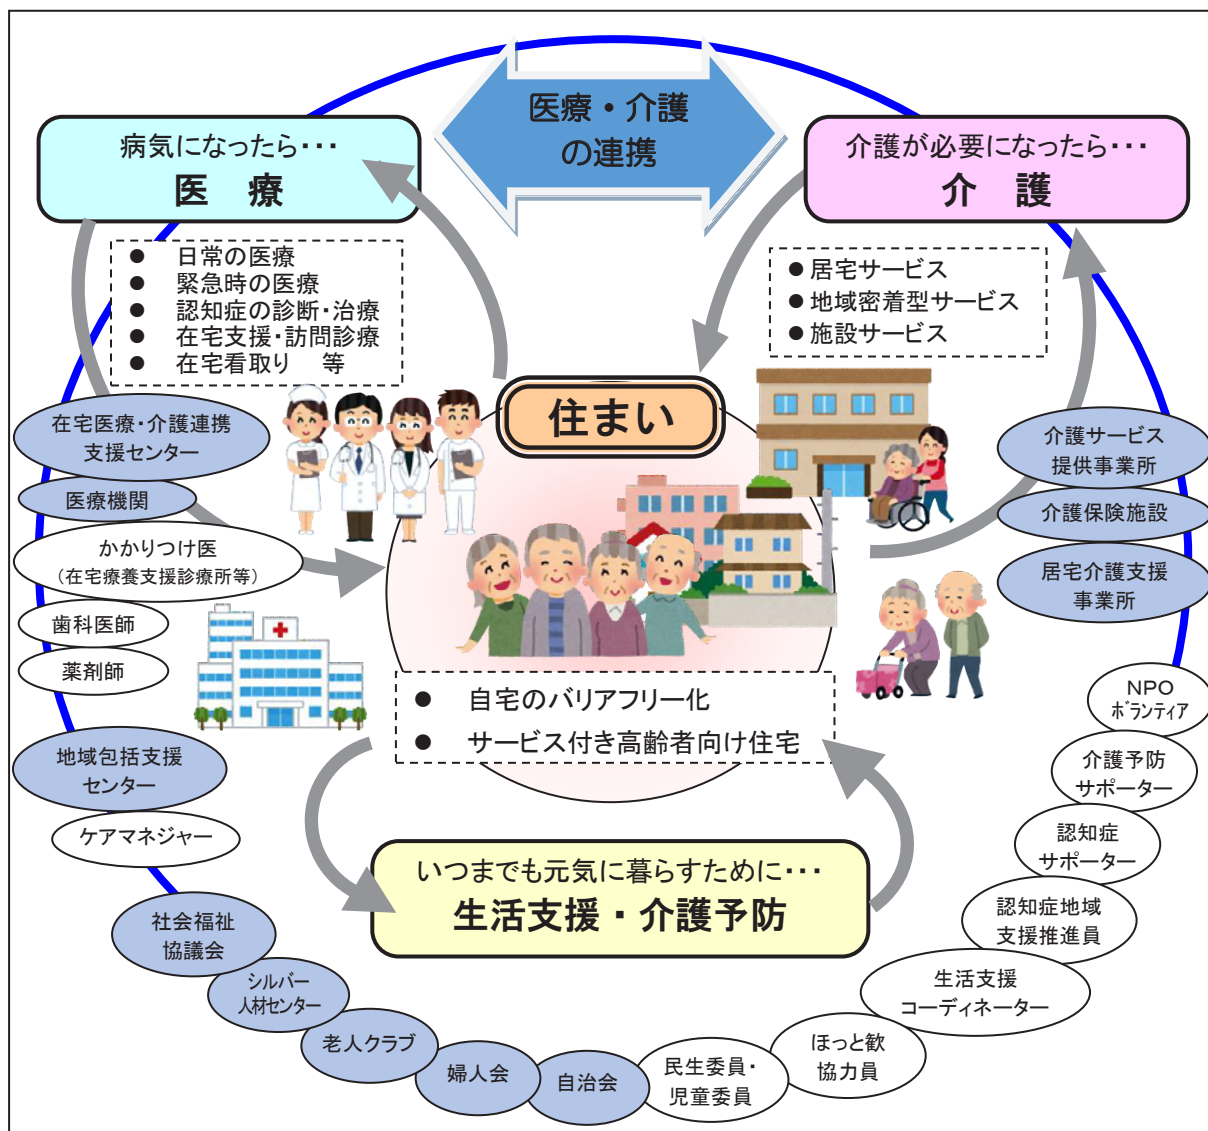 医療・介護
の連携
病気になったら・・・
医 療
介護が必要になったら・・・
介 護
● 日常の医療
● 緊急時の医療
● 認知症の診断・治療
● 在宅支援・訪問診療
● 在宅看取り 等
● 居宅サービス
● 地域密着型サービス
● 施設サービス
住まい
在宅医療・介護連携
支援センター
医療機関
かかりつけ医
(在宅療養支援診療所等)
歯科医師
薬剤師
地域包括支援
センター
ケアマネジャー
介護サービス
提供事業所
介護保険施設
居宅介護支援
事業所
● 自宅のバリアフリー化
● サービス付き高齢者向け住宅
いつまでも元気に暮らすために・・・
生活支援・介護予防
社会福祉
協議会
シルバー
人材センター
老人クラブ
婦人会
自治会
民生委員・
児童委員
ほっと歓
協力員
生活支援
コーディネーター
認知症地域
支援推進員
認知症
サポーター
介護予防
サポーター
NPO
ボランティア